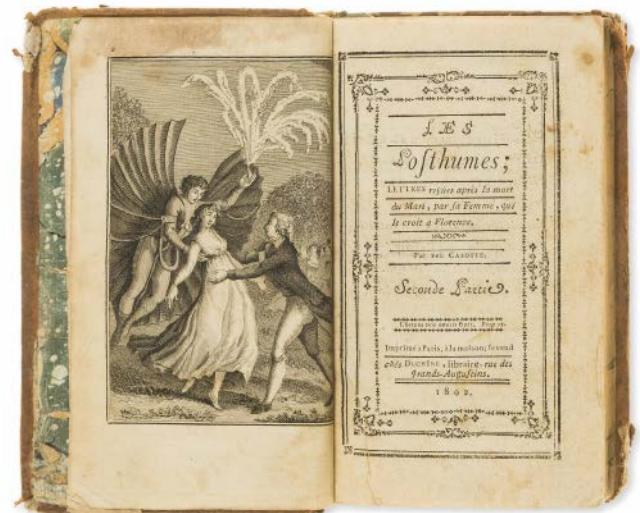 LES
Posthumes;
LETTRES reçues après la mort
du Mari, par sa Femme, qui
le croit à Florence.
Par feu CAZOTTE.
Seconde Partie.
Imprimé à Paris, à la maison; se vend
chés DUCHÊNE, libraire, rue des
Grands-Augustins.
1802.